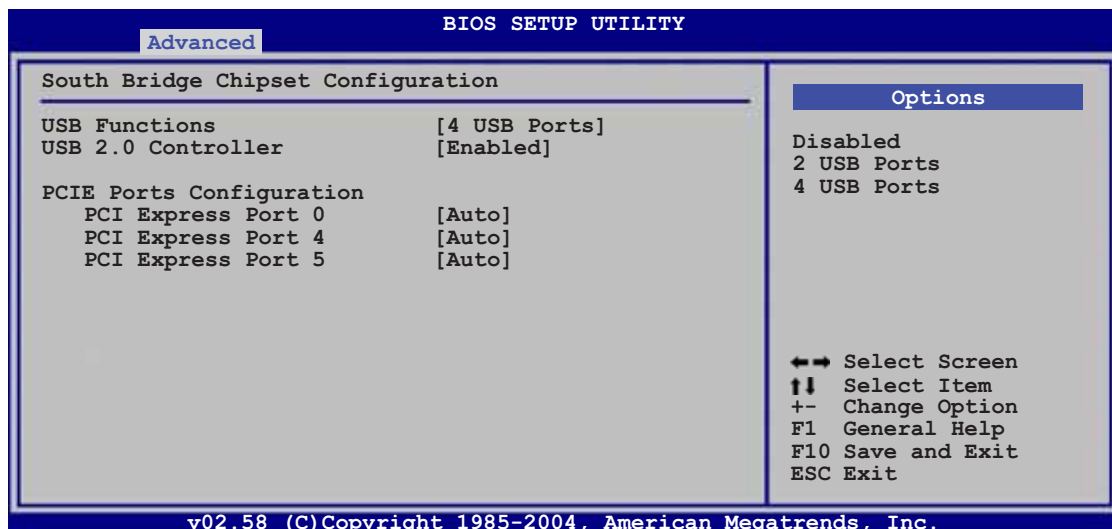 BIOS SETUP UTILITY
Advanced
South Bridge Chipset Configuration
USB Functions [4 USB Ports]
USB 2.0 Controller [Enabled]
PCIE Ports Configuration
PCI Express Port 0 [Auto]
PCI Express Port 4 [Auto]
PCI Express Port 5 [Auto]
Options
Disabled
2 USB Ports
4 USB Ports
←→ Select Screen
↑↓ Select Item
+- Change Option
F1 General Help
F10 Save and Exit
ESC Exit
v02.58 (C)Copyright 1985-2004, American Megatrends, Inc.